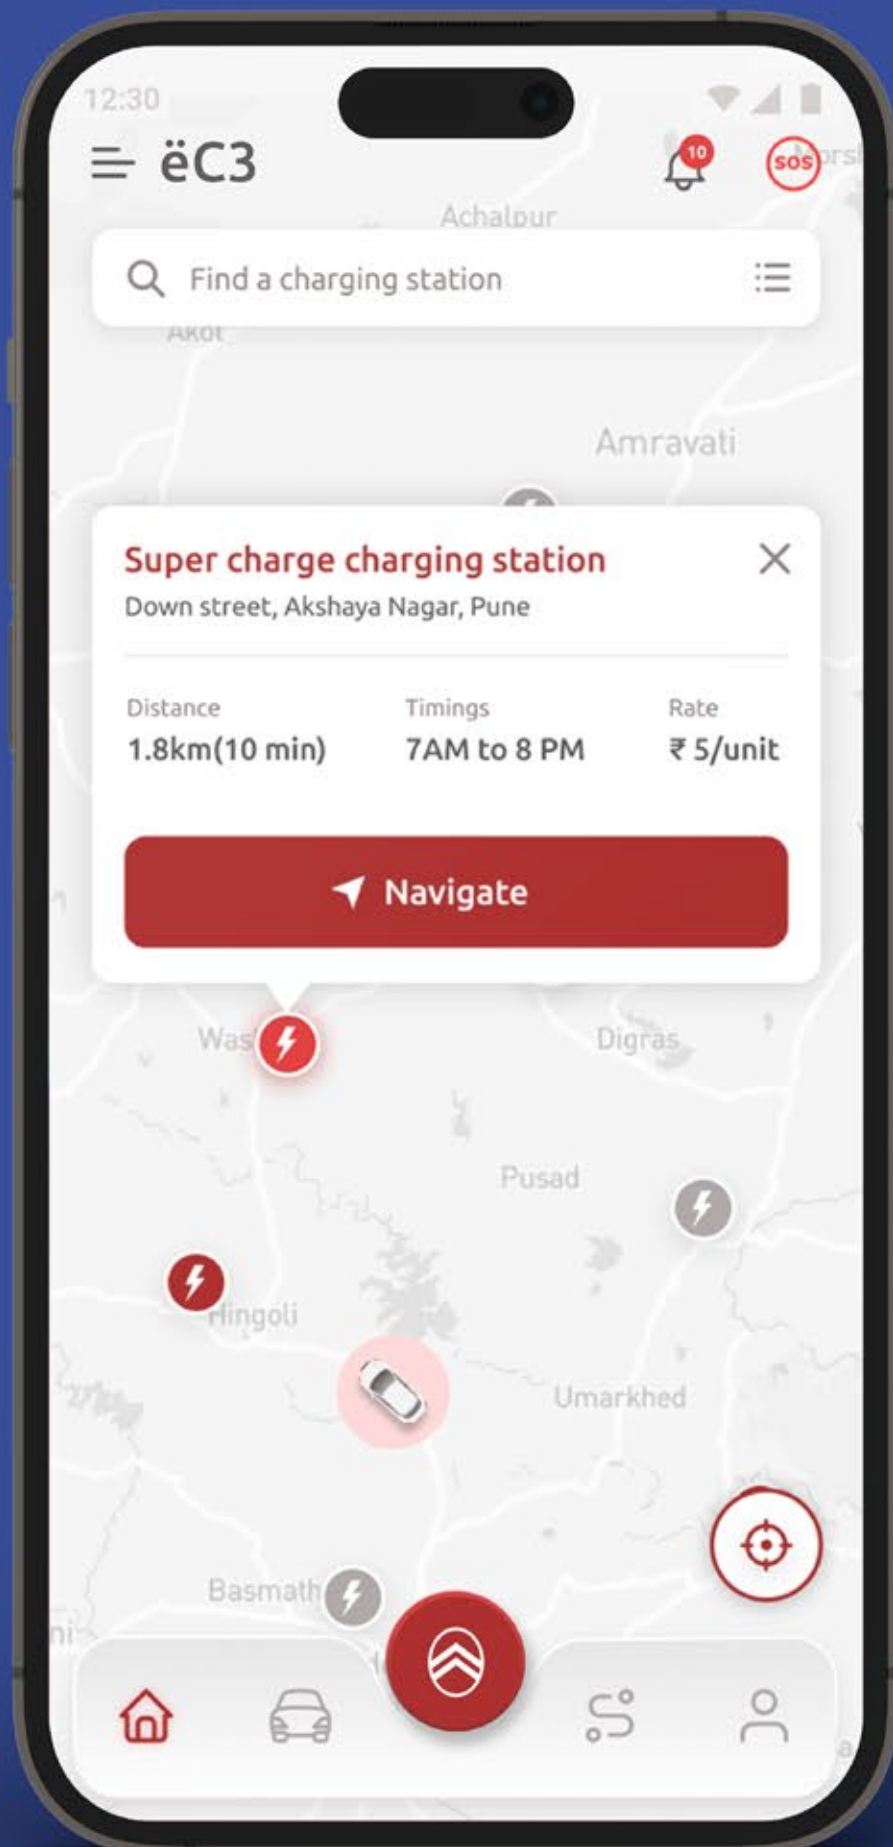 12:30
ëC3
10
SOS
Achalpur
Find a charging station
Akot
Amravati
Super charge charging station
Down street, Akshaya Nagar, Pune
Distance
Timings
Rate
1.8km(10 min)
7AM to 8 PM
₹ 5/unit
Navigate
Digras
Pusad
Hingoli
Umarkhed
Basmath